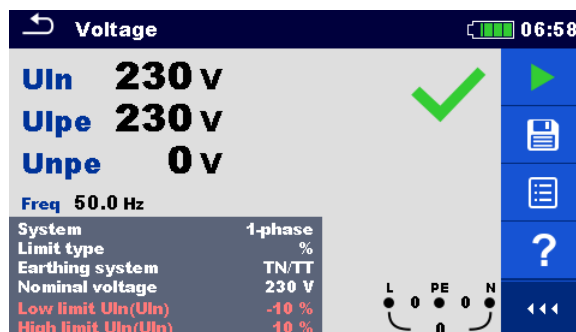 Voltage 06:58
Uln 230 V
Ulpe 230 V
Unpe 0 V
Freq 50.0 Hz
System 1-phase
Limit type %
Earthing system TN/TT
Nominal voltage 230 V
Low limit Uln(Uln) -10 %
High limit Uln(Uln) 10 %
L PE N
0 0
0
?